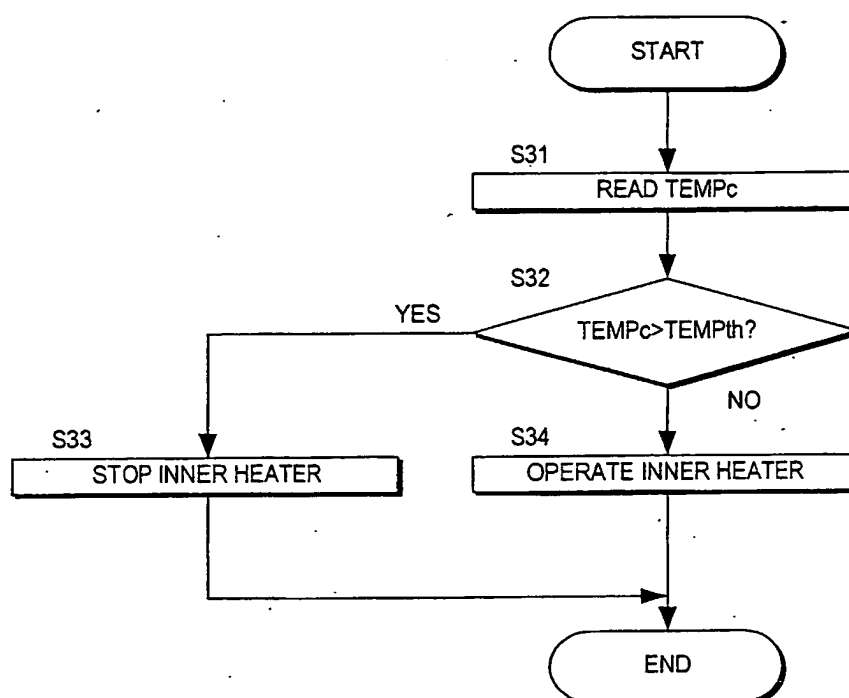 START
S31
READ TEMPc
S32
YES
TEMPc>TEMPth?
NO
S33
STOP INNER HEATER
S34
OPERATE INNER HEATER
END